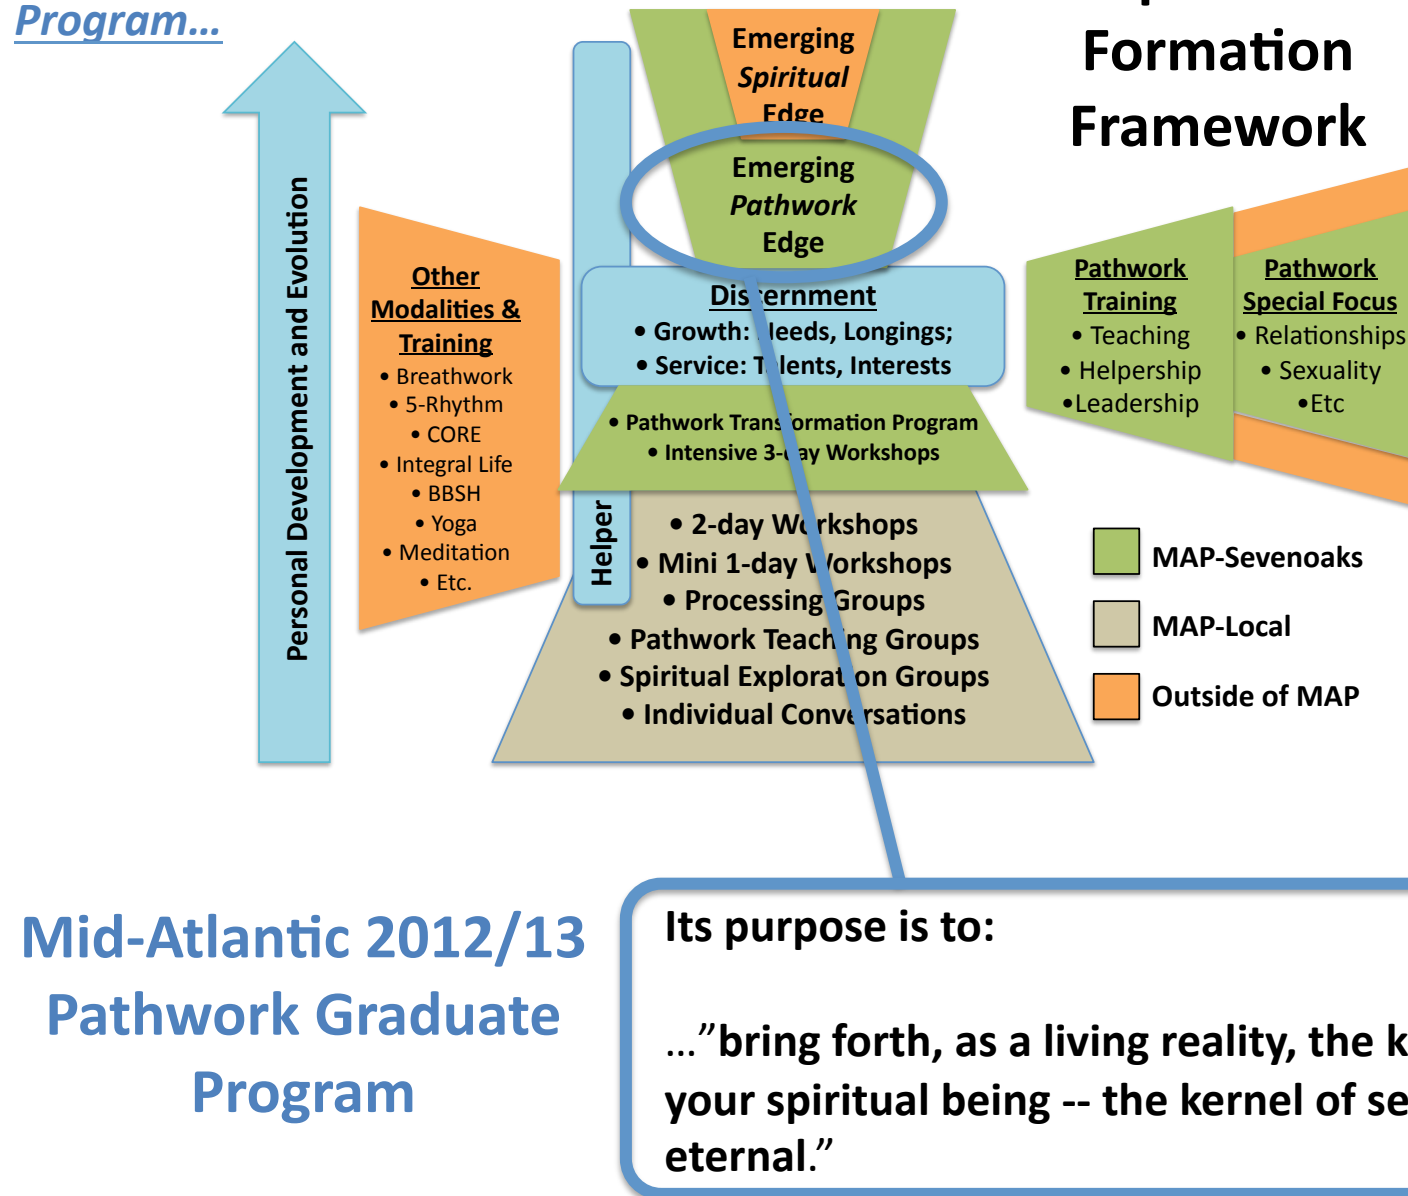 Program...
Formation
Framework
Emerging
Spiritual
Edge
Emerging
Pathwork
Edge
Personal Development and Evolution
Other
Modalities &
Training
• Breathwork
• 5-Rhythm
• CORE
• Integral Life
• BBSH
• Yoga
• Meditation
• Etc.
Helper
Discernment
• Growth: Needs, Longings;
• Service: Talents, Interests
• Pathwork Transformation Program
• Intensive 3-day Workshops
• 2-day Workshops
• Mini 1-day Workshops
• Processing Groups
• Pathwork Teaching Groups
• Spiritual Exploration Groups
• Individual Conversations
Pathwork
Training
• Teaching
• Helpership
•Leadership
Pathwork
Special Focus
• Relationships
• Sexuality
•Etc
MAP-Sevenoaks
MAP-Local
Outside of MAP
Mid-Atlantic 2012/13
Pathwork Graduate
Program
Its purpose is to:
...”bring forth, as a living reality, the
your spiritual being -- the kernel of
eternal.”